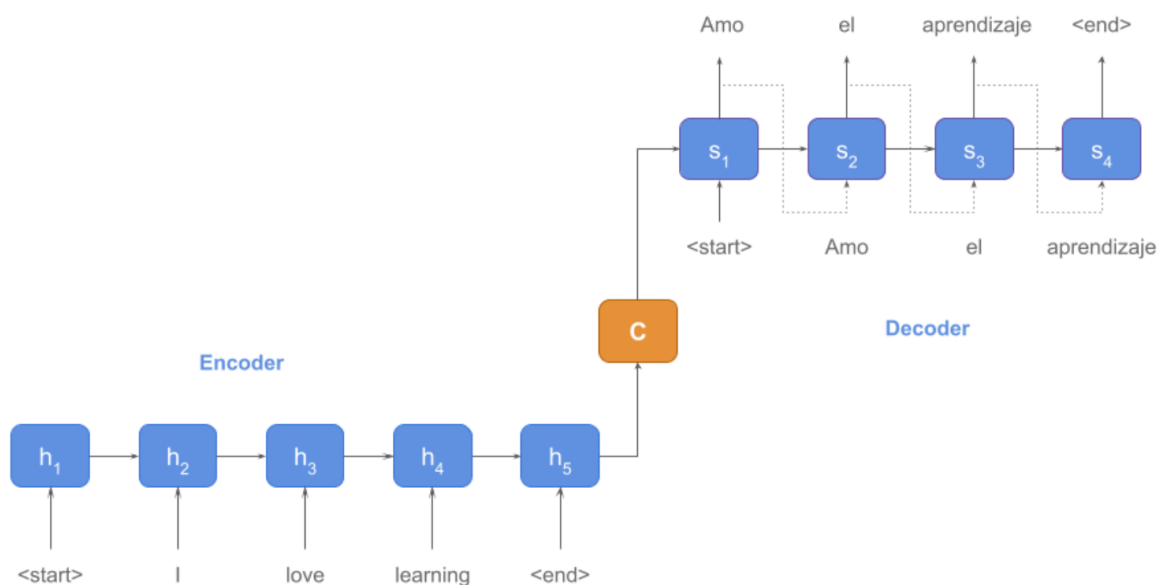 Amo el aprendizaje <end>
s1 s2 s3 s4
<start> Amo el aprendizaje
C
Decoder
Encoder
h1 h2 h3 h4 h5
<start> I love learning <end>